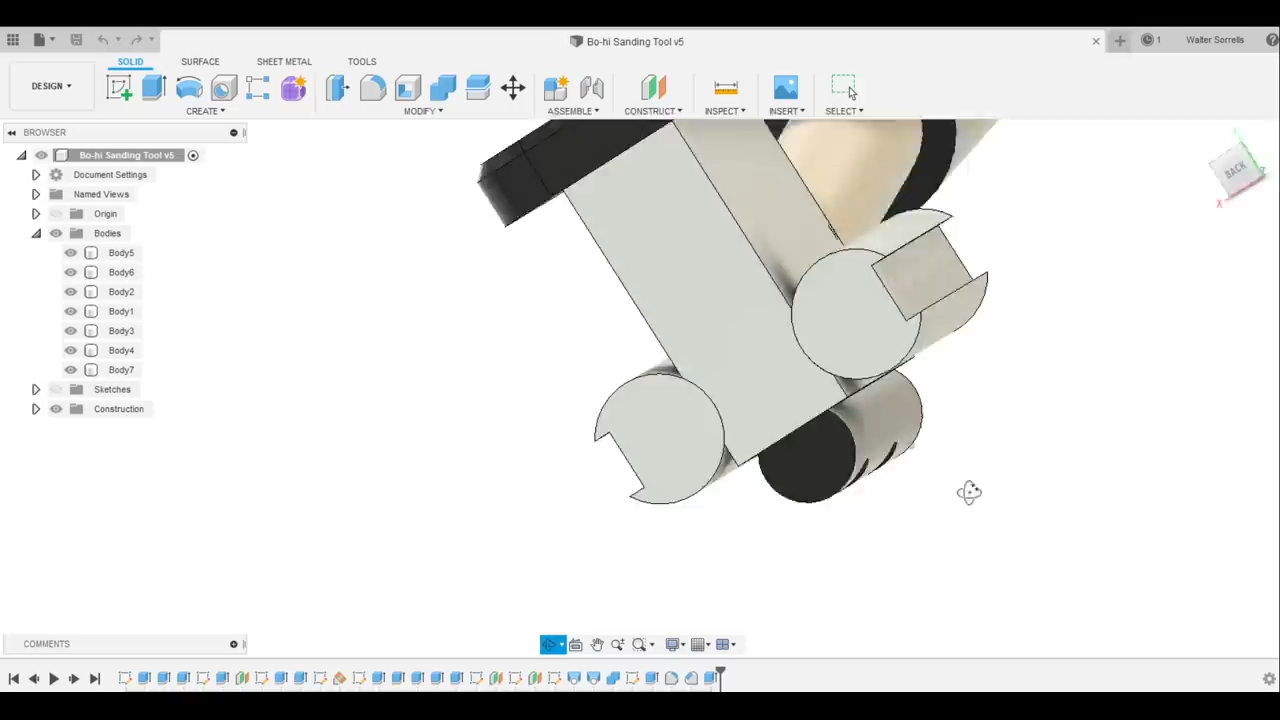 Bo-hi Sanding Tool v5
1
Walter Sorrells
DESIGN
SOLID
SURFACE
SHEET METAL
TOOLS
CREATE
MODIFY
ASSEMBLE
CONSTRUCT
INSPECT
INSERT
SELECT
BROWSER
Bo-hi Sanding Tool v5
Document Settings
Named Views
Origin
Bodies
Body5
Body6
Body2
Body1
Body3
Body4
Body7
Sketches
Construction
BACK
X
COMMENTS